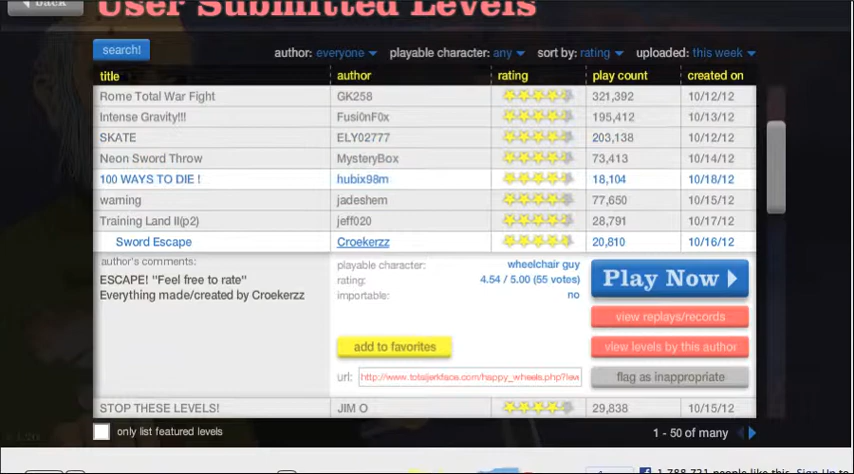 back
User Submitted Levels
search!
author: everyone playable character: any sort by: rating uploaded: this week
title author rating play count created on
Rome Total War Fight GK258 321,392 10/12/12
Intense Gravity!!! Fusi0nF0x 195,412 10/13/12
SKATE ELY02777 203,138 10/12/12
Neon Sword Throw MysteryBox 73,413 10/14/12
100 WAYS TO DIE ! hubix98m 18,104 10/18/12
warning jadeshem 77,650 10/15/12
Training Land II(p2) jeff020 28,791 10/17/12
Sword Escape Croekerzz 20,810 10/16/12
author's comments:
ESCAPE! "Feel free to rate"
Everything made/created by Croekerzz
playable character: wheelchair guy
rating: 4.54 / 5.00 (55 votes)
importable: no
Play Now
view replays/records
add to favorites
view levels by this author
url: http://www.totaljerkface.com/happy_wheels.php?leve
flag as inappropriate
STOP THESE LEVELS! JIM O 29,838 10/15/12
only list featured levels
1 - 50 of many
people like this. Sign Up to